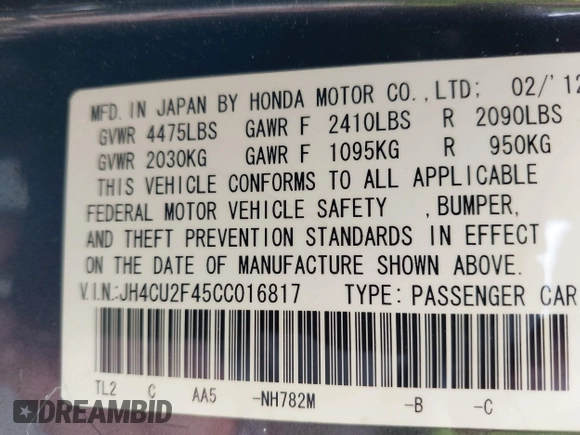 MFD. IN JAPAN BY HONDA MOTOR CO., LTD; 02/'12
GVWR 4475LBS GAWR F 2410LBS R 2090LBS
GVWR 2030KG GAWR F 1095KG R 950KG
THIS VEHICLE CONFORMS TO ALL APPLICABLE
FEDERAL MOTOR VEHICLE SAFETY , BUMPER,
AND THEFT PREVENTION STANDARDS IN EFFECT
ON THE DATE OF MANUFACTURE SHOWN ABOVE.
V.I.N.:JH4CU2F45CC016817 TYPE: PASSENGER CAR
TL2 C AA5 -NH782M -B -C
DREAMBID